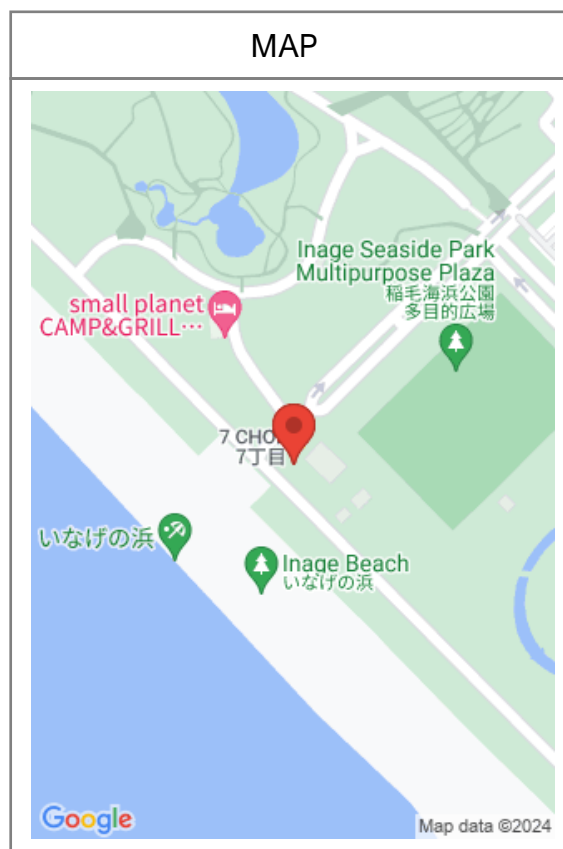 MAP
Inage Seaside Park
Multipurpose Plaza
稲毛海浜公園
多目的広場
small planet
CAMP&GRILL…
7丁目
いなげの浜
Inage Beach
いなげの浜
Google
Map data ©2024